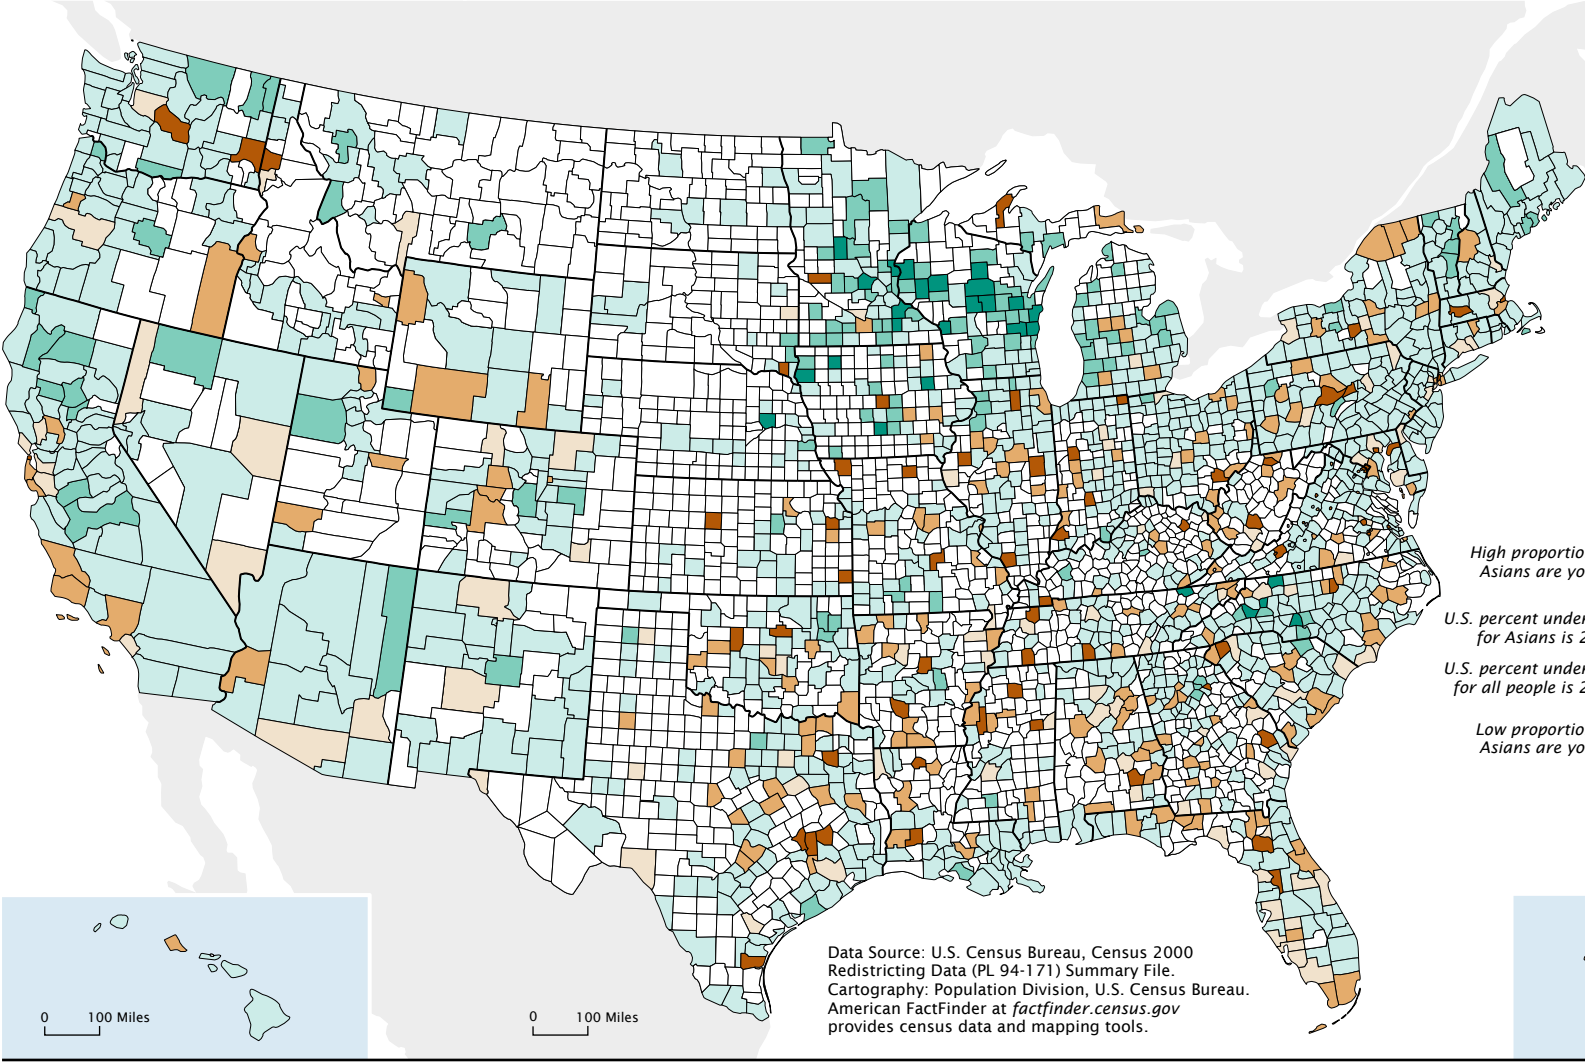 High proportio
Asians are yo
U.S. percent under
for Asians is 2
U.S. percent under
for all people is 2
Low proportio
Asians are yo
Data Source: U.S. Census Bureau, Census 2000
Redistricting Data (PL 94-171) Summary File.
Cartography: Population Division, U.S. Census Bureau.
American FactFinder at factfinder.census.gov
provides census data and mapping tools.
0 100 Miles
0 100 Miles